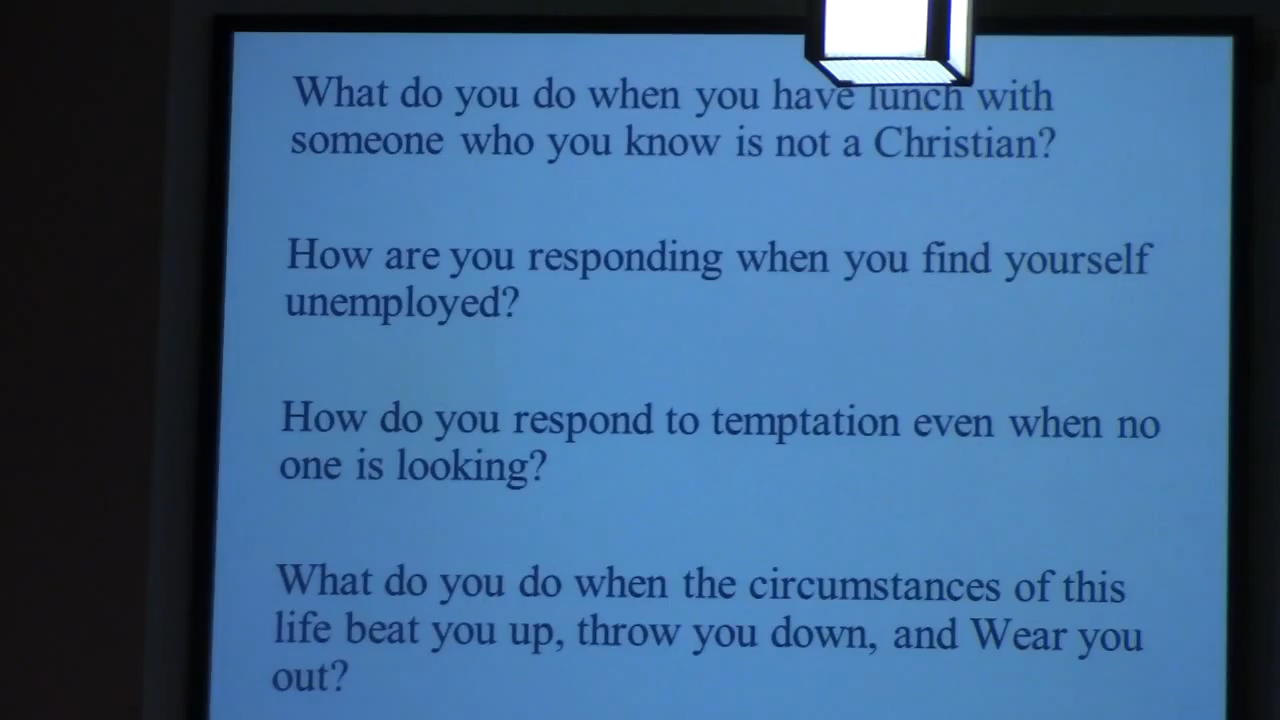 What do you do when you have lunch with
someone who you know is not a Christian?
How are you responding when you find yourself
unemployed?
How do you respond to temptation even when no
one is looking?
What do you do when the circumstances of this
life beat you up, throw you down, and Wear you
out?